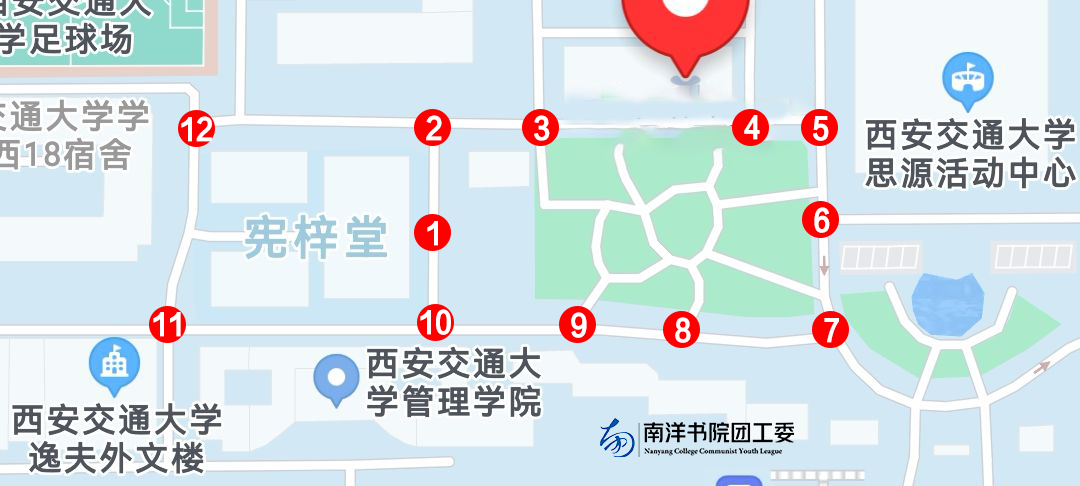 西安交通大
学足球场
交通大学学
西18宿舍
12
2
3
4
5
西安交通大学
思源活动中心
宪梓堂
1
6
11
10
9
8
7
西安交通大学
逸夫外文楼
西安交通大
学管理学院
南洋书院团工委
Nanyang College Communist Youth League